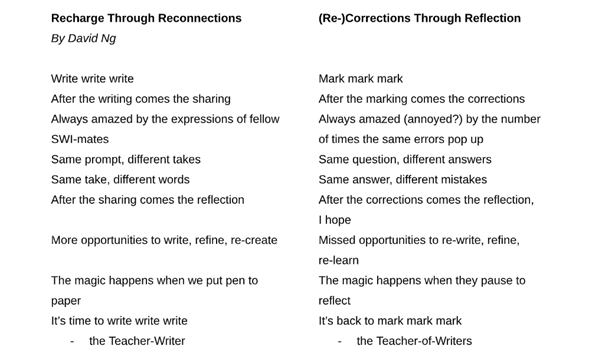 Recharge Through Reconnections
By David Ng
Write write write
After the writing comes the sharing
Always amazed by the expressions of fellow
SWI-mates
Same prompt, different takes
Same take, different words
After the sharing comes the reflection
More opportunities to write, refine, re-create
The magic happens when we put pen to
paper
It's time to write write write
- the Teacher-Writer
(Re-)Corrections Through Reflection
Mark mark mark
After the marking comes the corrections
Always amazed (annoyed?) by the number
of times the same errors pop up
Same question, different answers
Same answer, different mistakes
After the corrections comes the reflection,
I hope
Missed opportunities to re-write, refine,
re-learn
The magic happens when they pause to
reflect
It's back to mark mark mark
- the Teacher-of-Writers